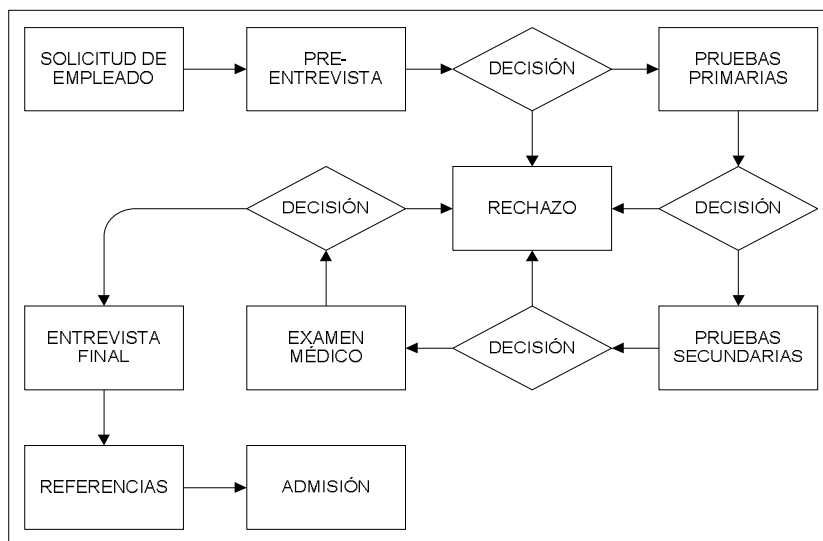 SOLICITUD DE
EMPLEADO
PRE-
ENTREVISTA
DECISIÓN
PRUEBAS
PRIMARIAS
DECISIÓN
RECHAZO
DECISIÓN
ENTREVISTA
FINAL
EXAMEN
MÉDICO
DECISIÓN
PRUEBAS
SECUNDARIAS
REFERENCIAS
ADMISIÓN